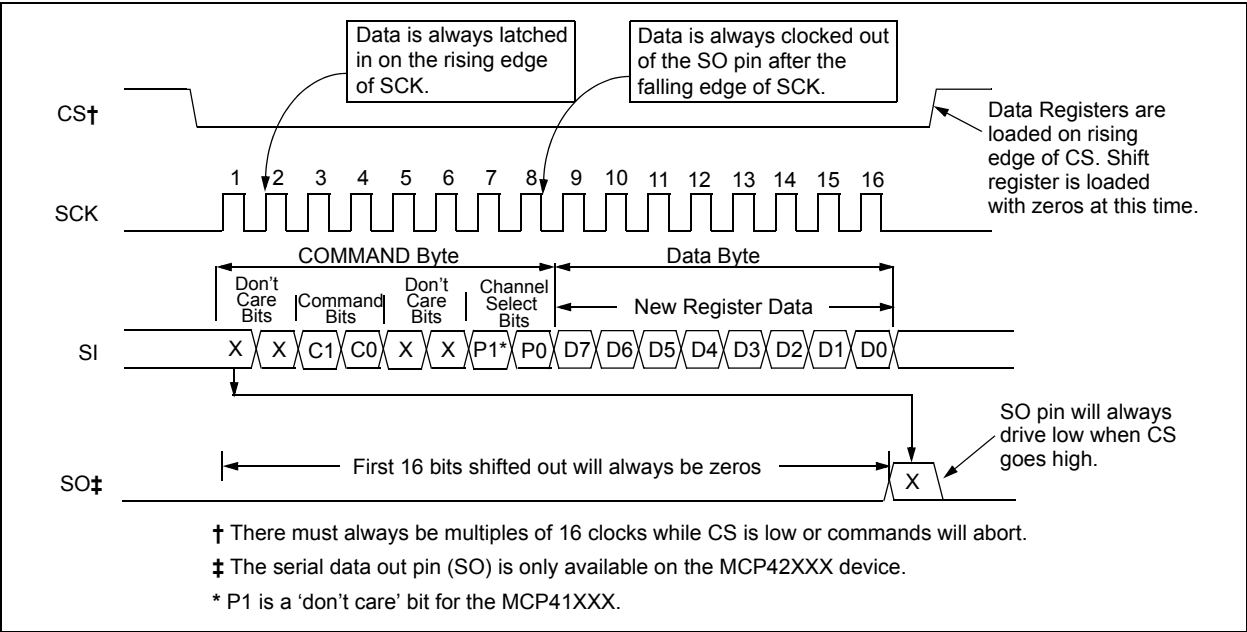 Data is always latched
in on the rising edge
of SCK.
Data is always clocked out
of the SO pin after the
falling edge of SCK.
CS†
Data Registers are
loaded on rising
edge of CS. Shift
register is loaded
with zeros at this time.
1 2 3 4 5 6 7 8 9 10 11 12 13 14 15 16
SCK
COMMAND Byte
Data Byte
Don't
Care
Bits
Command
Bits
Don't
Care
Bits
Channel
Select
Bits
New Register Data
SI
X X C1 C0 X X P1* P0 D7 D6 D5 D4 D3 D2 D1 D0
SO pin will always
drive low when CS
goes high.
First 16 bits shifted out will always be zeros
SO‡
X
† There must always be multiples of 16 clocks while CS is low or commands will abort.
‡ The serial data out pin (SO) is only available on the MCP42XXX device.
* P1 is a 'don't care' bit for the MCP41XXX.